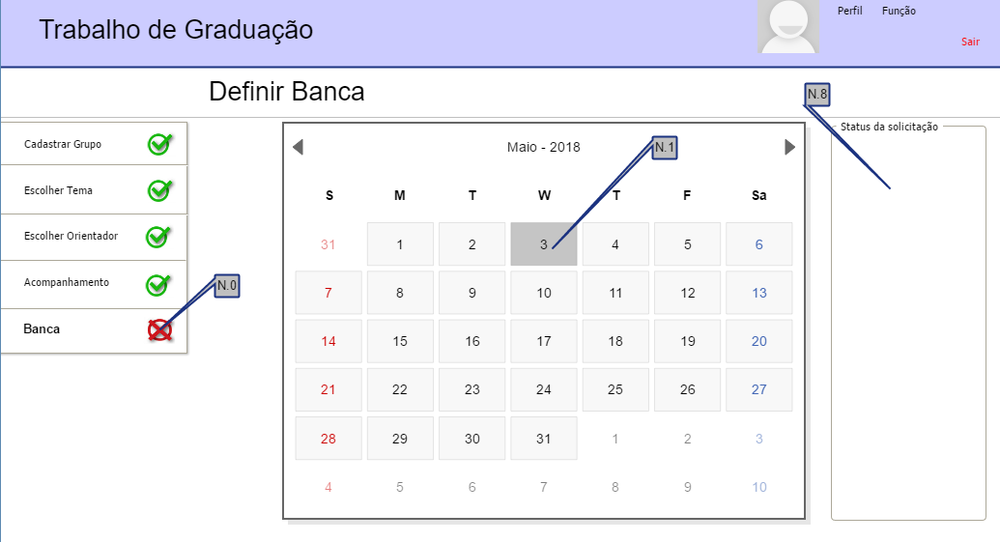 Trabalho de Graduação
Perfil Função
Sair
Definir Banca
N.8
Cadastrar Grupo
Escolher Tema
Escolher Orientador
Acompanhamento
N.0
Banca
Maio - 2018
N.1
S M T W T F Sa
31 1 2 3 4 5 6
7 8 9 10 11 12 13
14 15 16 17 18 19 20
21 22 23 24 25 26 27
28 29 30 31 1 2 3
4 5 6 7 8 9 10
Status da solicitação